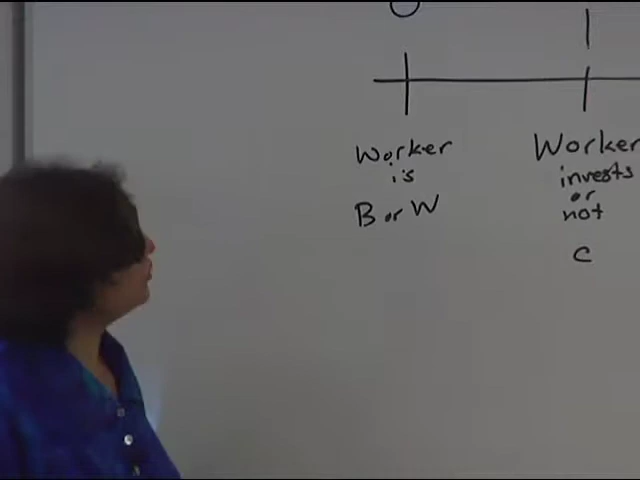 Worker
is
B or W
Worker
invests
or
not
c